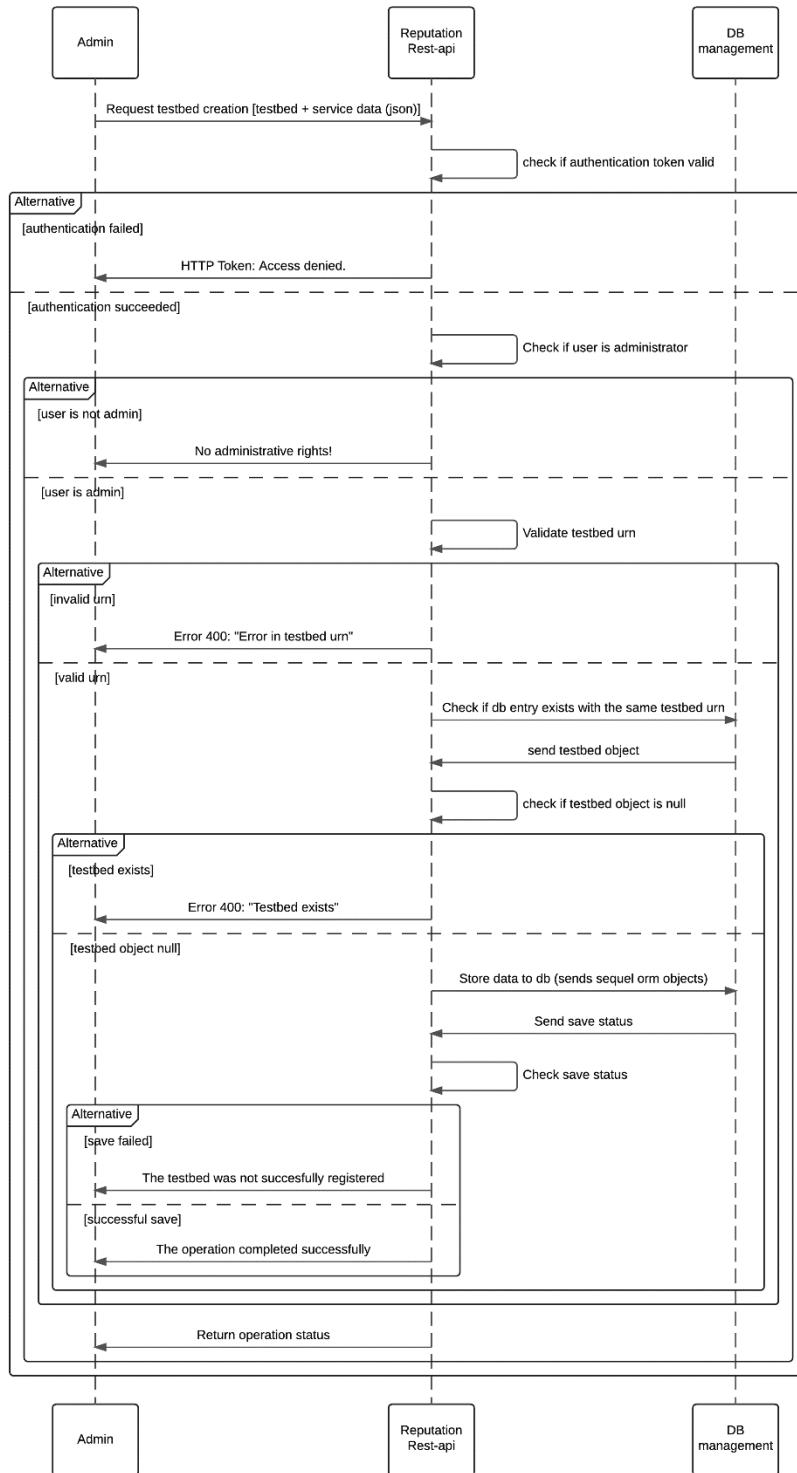 Admin
Reputation
Rest-api
DB
management
Request testbed creation [testbed + service data (json)]
check if authentication token valid
Alternative
[authentication failed]
HTTP Token: Access denied.
[authentication succeeded]
Check if user is administrator
Alternative
[user is not admin]
No administrative rights!
[user is admin]
Validate testbed urn
Alternative
[invalid urn]
Error 400: "Error in testbed urn"
[valid urn]
Check if db entry exists with the same testbed urn
send testbed object
check if testbed object is null
Alternative
[testbed exists]
Error 400: "Testbed exists"
[testbed object null]
Store data to db (sends sequel orm objects)
Send save status
Check save status
Alternative
[save failed]
The testbed was not succesfully registered
[successful save]
The operation completed successfully
Return operation status
Admin
Reputation
Rest-api
DB
management